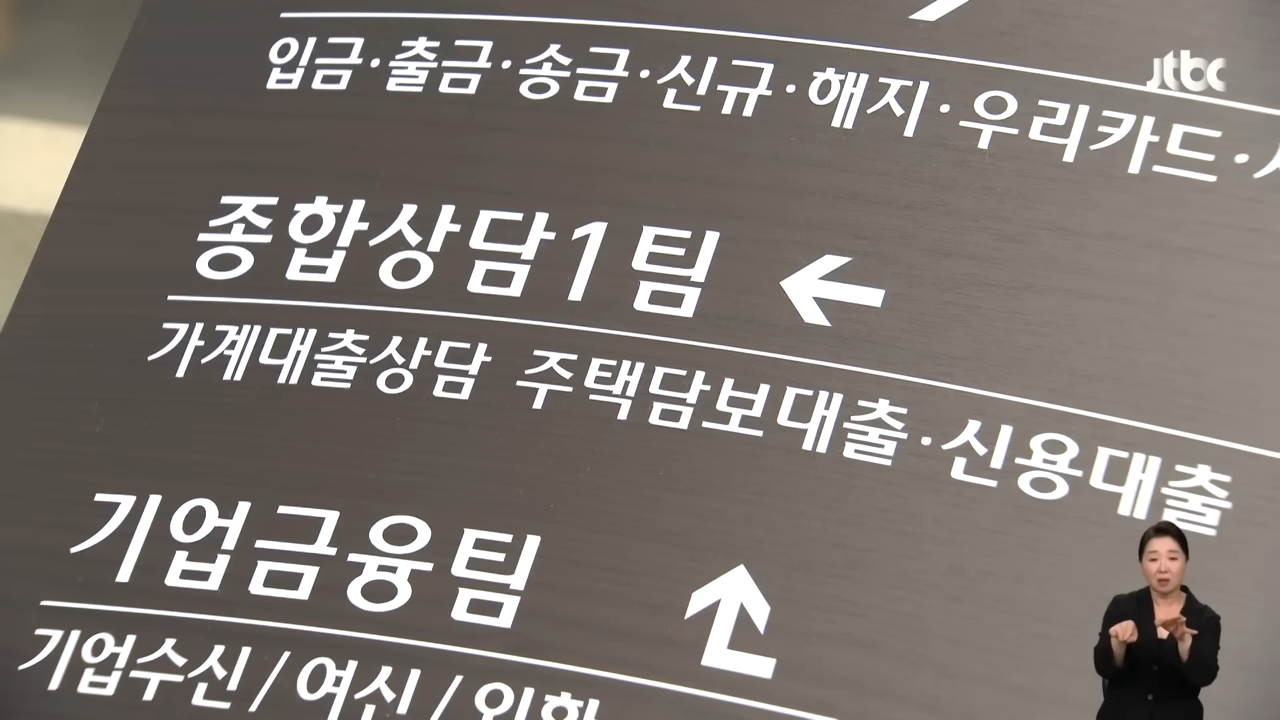 jtbc
입금·출금·송금·신규·해지·우리카드·
종합상담1팀 ←
가계대출상담 주택담보대출·신용대출
기업금융팀
기업수신 / 여신 /